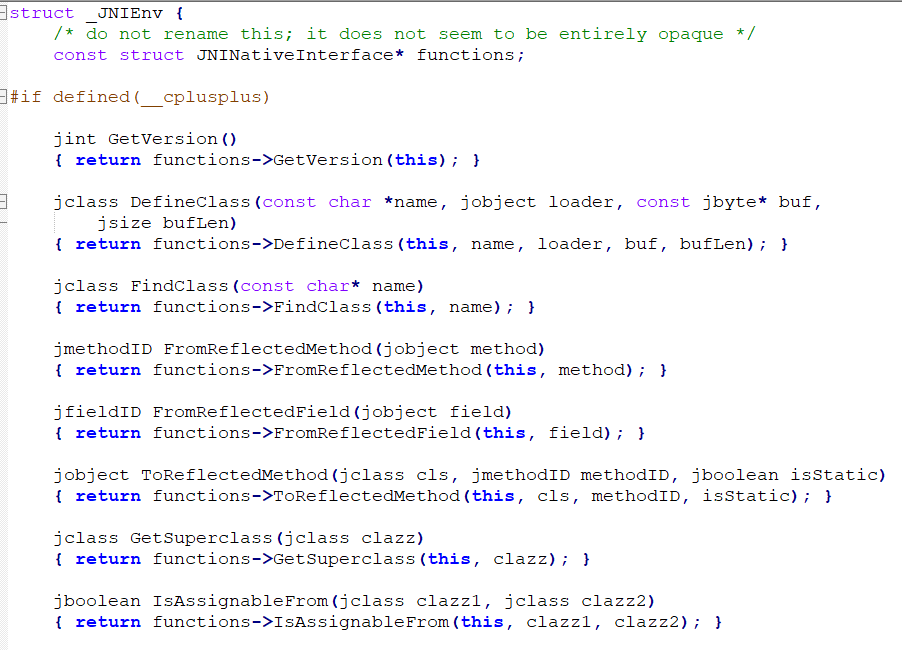 struct _JNIEnv {
/* do not rename this; it does not seem to be entirely opaque */
const struct JNINativeInterface* functions;
#if defined(__cplusplus)
jint GetVersion()
{ return functions->GetVersion(this); }
jclass DefineClass(const char *name, jobject loader, const jbyte* buf,
jsize bufLen)
{ return functions->DefineClass(this, name, loader, buf, bufLen); }
jclass FindClass(const char* name)
{ return functions->FindClass(this, name); }
jmethodID FromReflectedMethod(jobject method)
{ return functions->FromReflectedMethod(this, method); }
jfieldID FromReflectedField(jobject field)
{ return functions->FromReflectedField(this, field); }
jobject ToReflectedMethod(jclass cls, jmethodID methodID, jboolean isStatic)
{ return functions->ToReflectedMethod(this, cls, methodID, isStatic); }
jclass GetSuperclass(jclass clazz)
{ return functions->GetSuperclass(this, clazz); }
jboolean IsAssignableFrom(jclass clazz1, jclass clazz2)
{ return functions->IsAssignableFrom(this, clazz1, clazz2); }